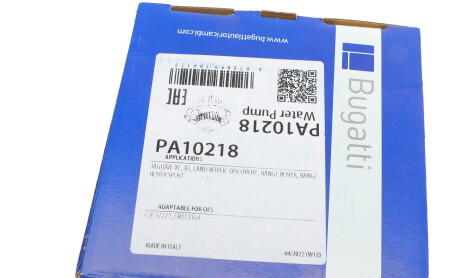 www.bugattiautoricambi.com
Bugatti
EAC
Water Pump
PA10218
PA10218
APPLICATIONS
JAGUAR XF, XJ, LAND ROVER DISCOVERY, RANGE ROVER, RANGE
ROVER SPORT
ADAPTABLE FOR OES
MADE IN ITALY
04/2022 (W14)